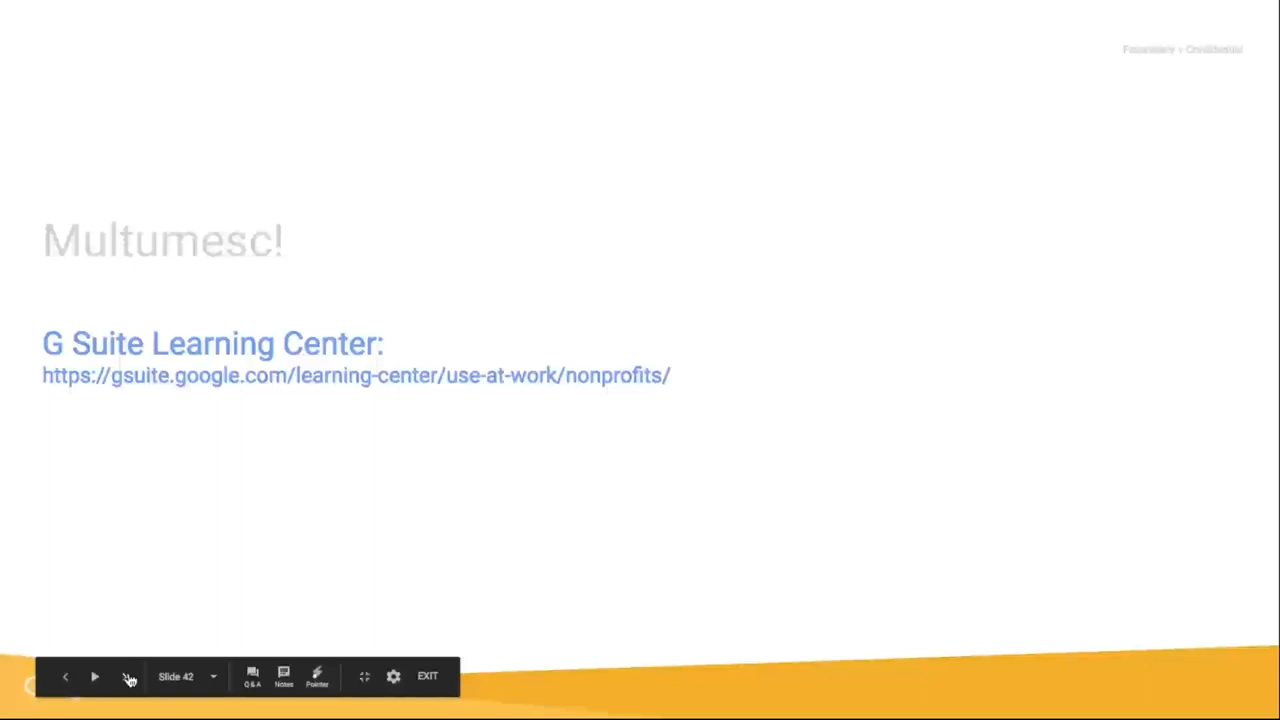 Multumesc!
G Suite Learning Center:
https://gsuite.google.com/learning-center/use-at-work/nonprofits/
Slide 42
Q & A
Notes
Pointer
EXIT